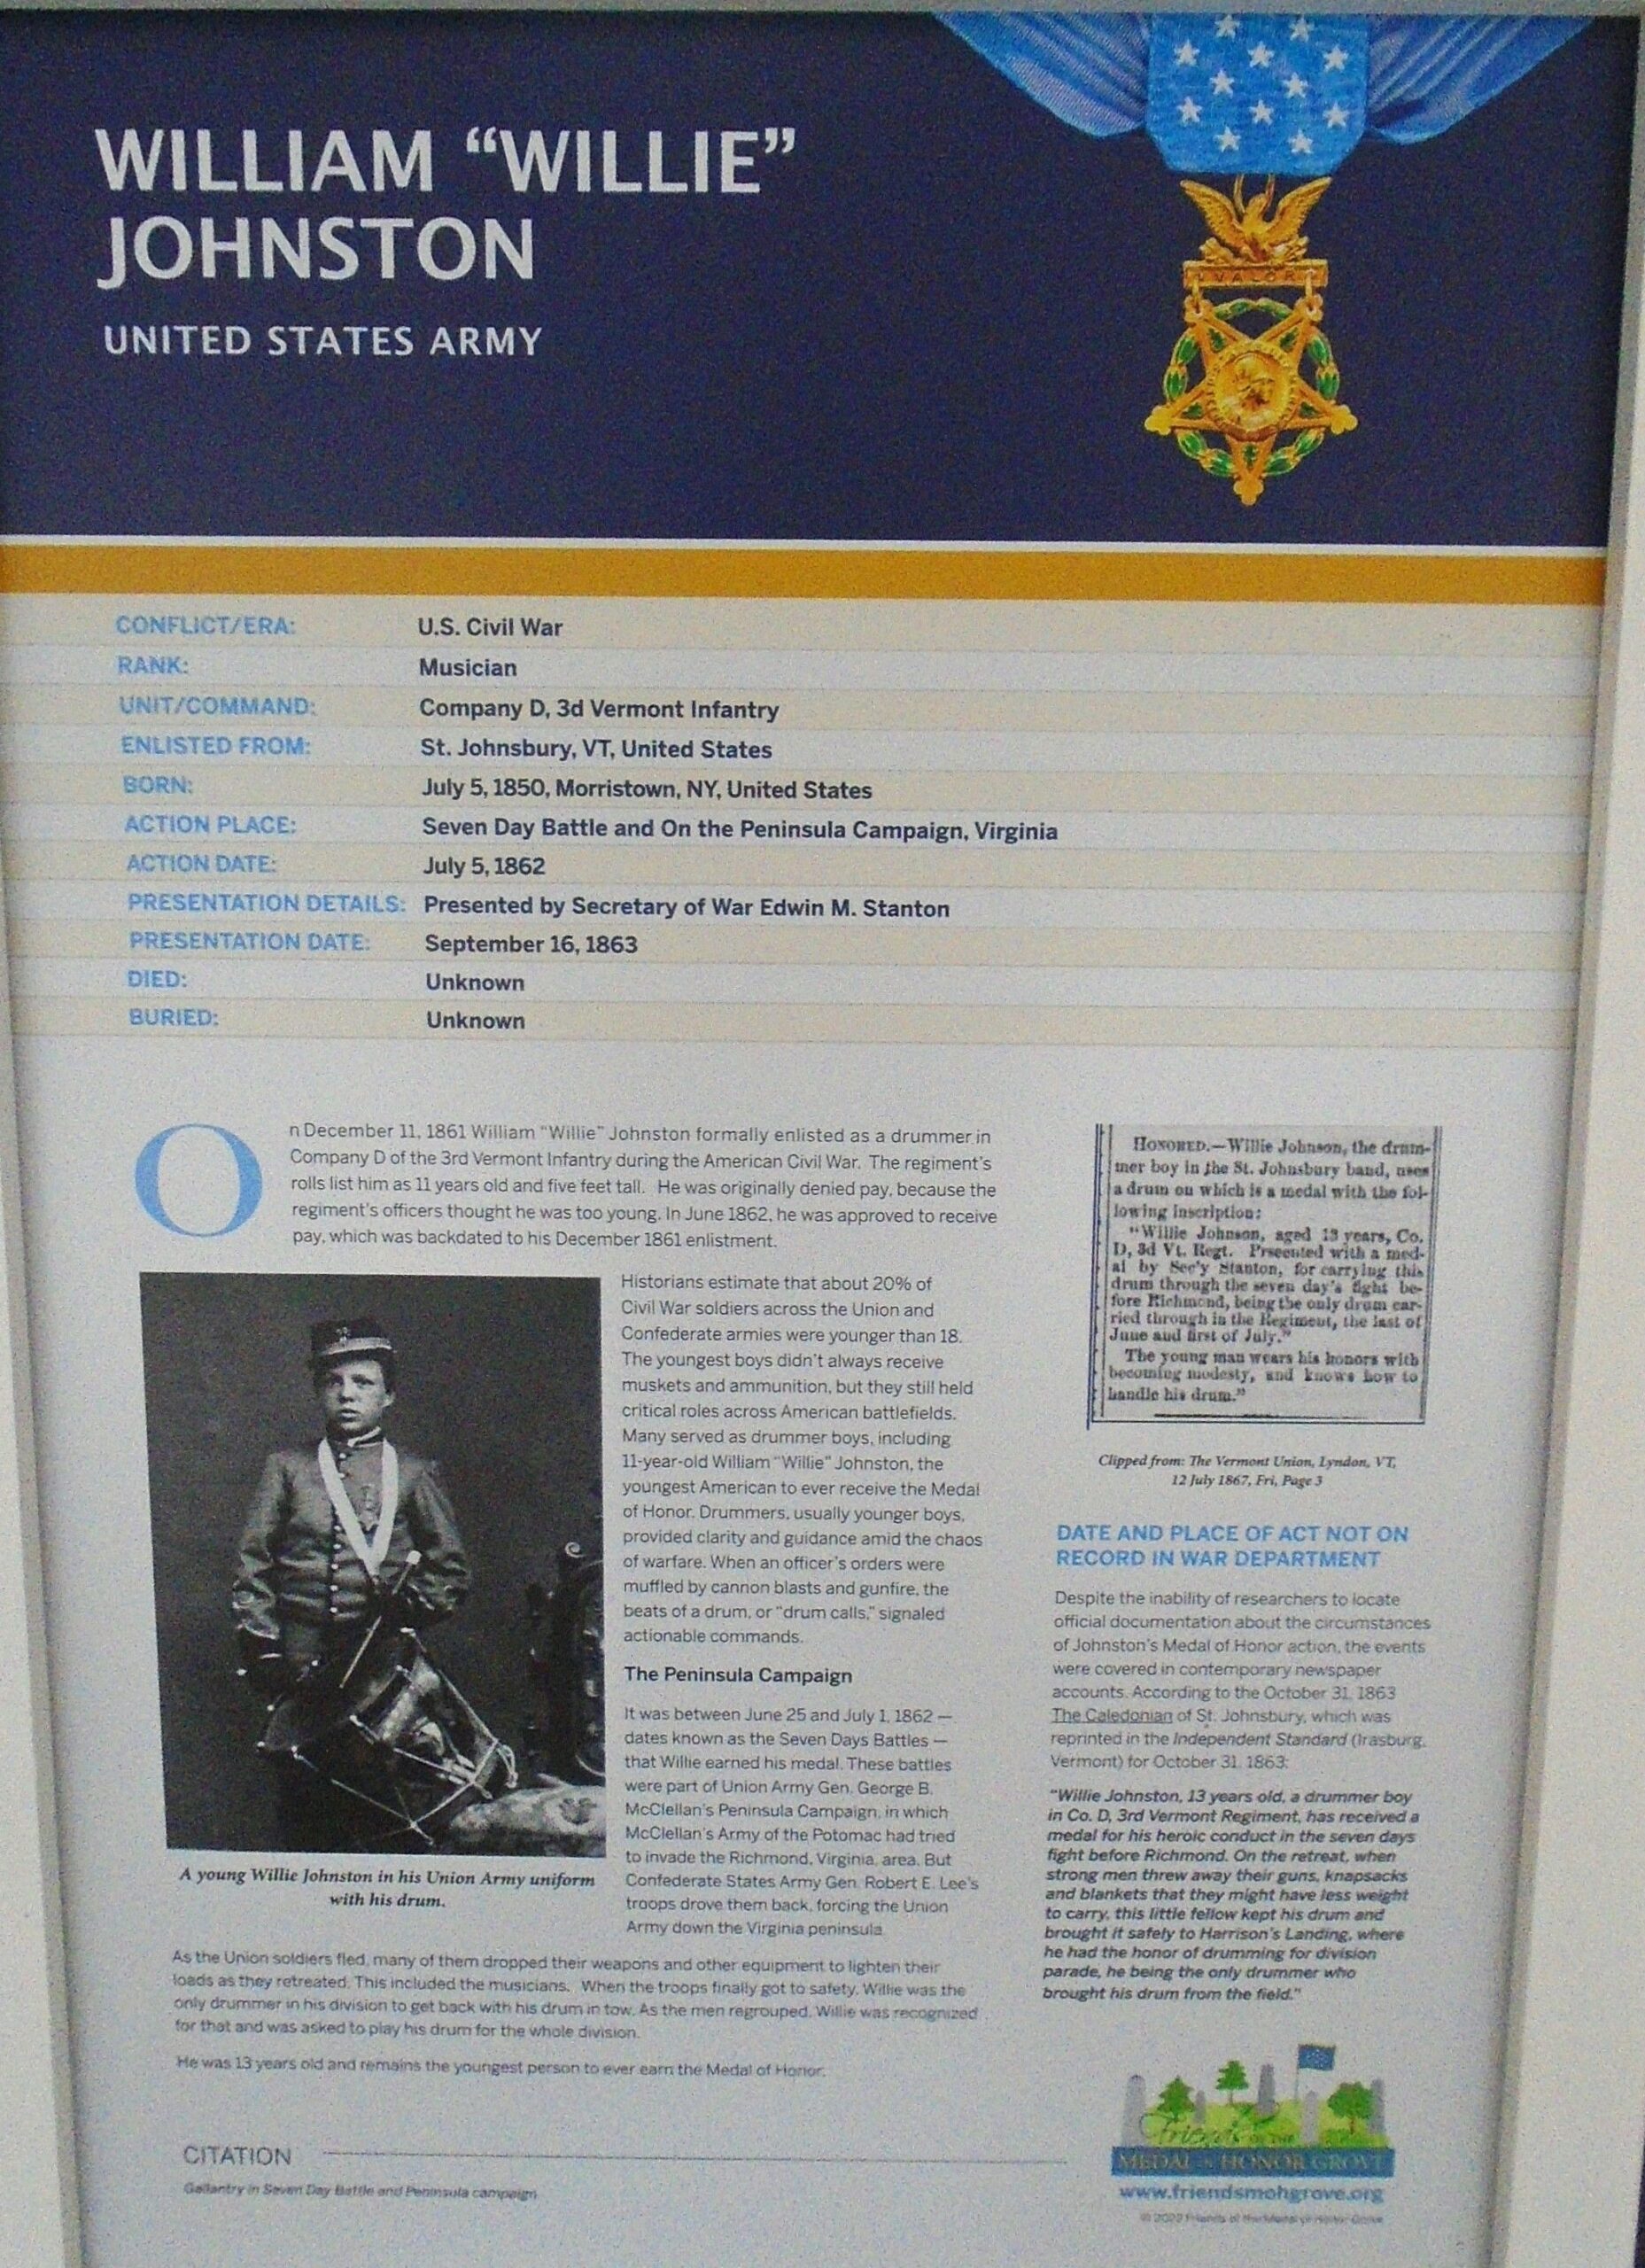 WILLIAM “WILLIE”
JOHNSTON
UNITED STATES ARMY
VALOR
CONFLICT/ERA: U.S. Civil War
RANK: Musician
UNIT/COMMAND: Company D, 3d Vermont Infantry
ENLISTED FROM: St. Johnsbury, VT, United States
BORN: July 5, 1850, Morristown, NY, United States
ACTION PLACE: Seven Day Battle and On the Peninsula Campaign, Virginia
ACTION DATE: July 5, 1862
PRESENTATION DETAILS: Presented by Secretary of War Edwin M. Stanton
PRESENTATION DATE: September 16, 1863
DIED: Unknown
BURIED: Unknown
On December 11, 1861 William “Willie” Johnston formally enlisted as a drummer in
Company D of the 3rd Vermont Infantry during the American Civil War. The regiment's
rolls list him as 11 years old and five feet tall. He was originally denied pay, because the
regiment's officers thought he was too young. In June 1862, he was approved to receive
pay, which was backdated to his December 1861 enlistment.
Historians estimate that about 20% of
Civil War soldiers across the Union and
Confederate armies were younger than 18.
The youngest boys didn't always receive
muskets and ammunition, but they still held
critical roles across American battlefields.
Many served as drummer boys, including
11-year-old William “Willie” Johnston, the
youngest American to ever receive the Medal
of Honor. Drummers, usually younger boys,
provided clarity and guidance amid the chaos
of warfare. When an officer's orders were
muffled by cannon blasts and gunfire, the
beats of a drum, or “drum calls,” signaled
actionable commands.
The Peninsula Campaign
It was between June 25 and July 1, 1862 —
dates known as the Seven Days Battles —
that Willie earned his medal. These battles
were part of Union Army Gen. George B.
McClellan's Peninsula Campaign, in which
McClellan's Army of the Potomac had tried
to invade the Richmond, Virginia, area. But
Confederate States Army Gen. Robert E. Lee's
troops drove them back, forcing the Union
Army down the Virginia peninsula.
A young Willie Johnston in his Union Army uniform
with his drum.
As the Union soldiers fled, many of them dropped their weapons and other equipment to lighten their
loads as they retreated. This included the musicians. When the troops finally got to safety, Willie was the
only drummer in his division to get back with his drum in tow. As the men regrouped, Willie was recognized
for that and was asked to play his drum for the whole division.
He was 13 years old and remains the youngest person to ever earn the Medal of Honor.
CITATION
Gallantry in Seven Day Battle and Peninsula campaign
HONORED.—Willie Johnson, the drum-
mer boy in the St. Johnsbury band, uses
a drum on which is a medal with the fol-
lowing inscription:
“Willie Johnson, aged 13 years, Co.
D, 3d Vt. Regt. Prseented with a med-
al by Sec'y Stanton, for carrying this
drum through the seven day's fight be-
fore Richmond, being the only drum car-
ried through in the Regiment, the last of
June and first of July.”
The young man wears his honors with
becoming modesty, and knows how to
handle his drum.”
Clipped from: The Vermont Union, Lyndon, VT,
12 July 1867, Fri, Page 3
DATE AND PLACE OF ACT NOT ON
RECORD IN WAR DEPARTMENT
Despite the inability of researchers to locate
official documentation about the circumstances
of Johnston's Medal of Honor action, the events
were covered in contemporary newspaper
accounts. According to the October 31, 1863
The Caledonian of St. Johnsbury, which was
reprinted in the Independent Standard (Irasburg,
Vermont) for October 31, 1863:
“Willie Johnston, 13 years old, a drummer boy
in Co. D, 3rd Vermont Regiment, has received a
medal for his heroic conduct in the seven days
fight before Richmond. On the retreat, when
strong men threw away their guns, knapsacks
and blankets that they might have less weight
to carry, this little fellow kept his drum and
brought it safely to Harrison's Landing, where
he had the honor of drumming for division
parade, he being the only drummer who
brought his drum from the field.”
Friends OF THE
MEDAL of HONOR GROVE
www.friendsmohgrove.org
© 2022 Friends of the Medal of Honor Grove